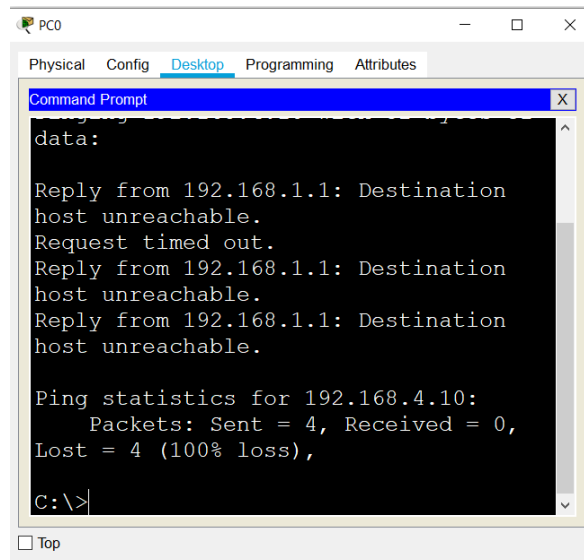 PC0
Physical Config Desktop Programming Attributes
Command Prompt
X
data:
Reply from 192.168.1.1: Destination
host unreachable.
Request timed out.
Reply from 192.168.1.1: Destination
host unreachable.
Reply from 192.168.1.1: Destination
host unreachable.
Ping statistics for 192.168.4.10:
Packets: Sent = 4, Received = 0,
Lost = 4 (100% loss),
C:\>
Top